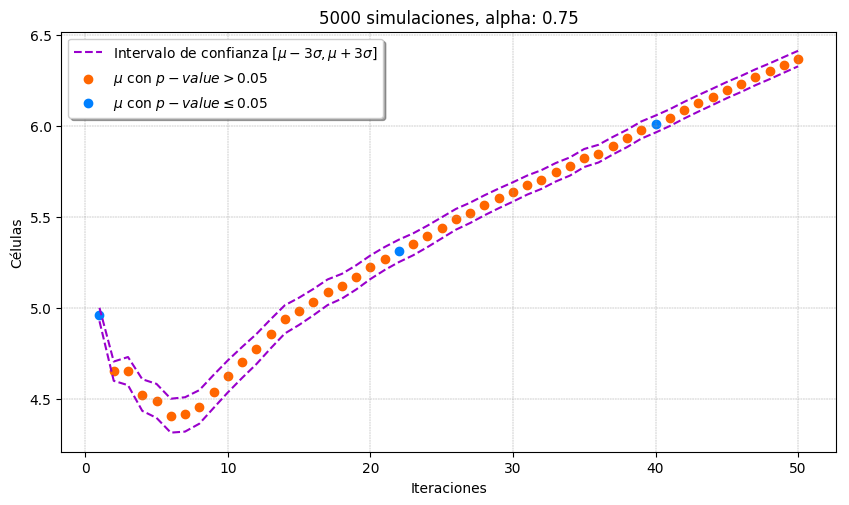 5000 simulaciones, alpha: 0.75
Intervalo de confianza [μ − 3σ, μ + 3σ]
μ con p − value > 0.05
μ con p − value ≤ 0.05
6.5
6.0
5.5
5.0
4.5
Células
0 10 20 30 40 50
Iteraciones